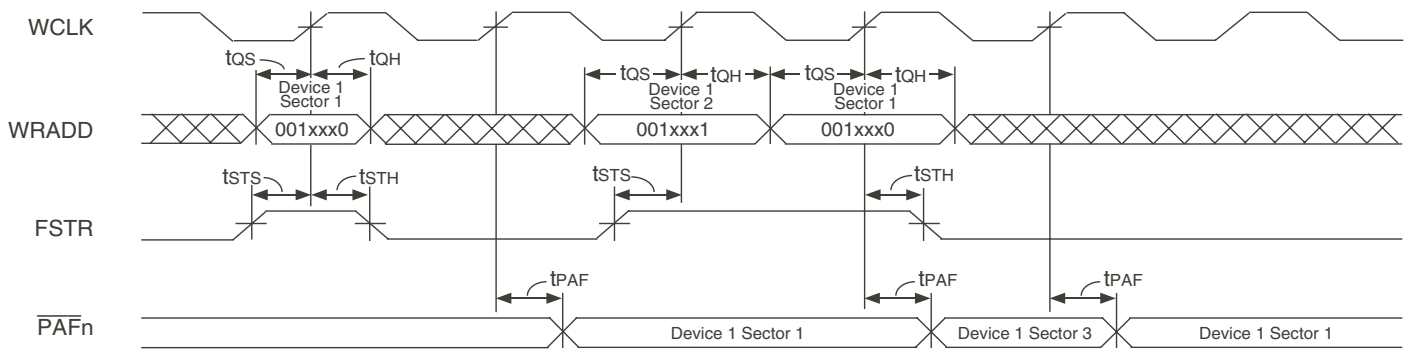 WCLK
tQS tQH tQS tQH tQS tQH
Device 1
Sector 1
Device 1
Sector 2
Device 1
Sector 1
WRADD 001xxx0 001xxx1 001xxx0
tSTS tSTH tSTS tSTH
FSTR
tPAF tPAF tPAF
PAFn Device 1 Sector 1 Device 1 Sector 3 Device 1 Sector 1